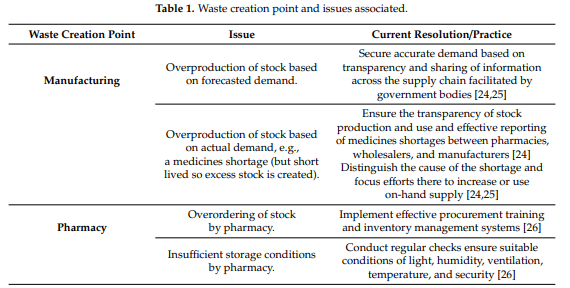 Table 1. Waste creation point and issues associated.
Waste Creation Point Issue Current Resolution/Practice
Manufacturing
Overproduction of stock based
on forecasted demand.
Secure accurate demand based on
transparency and sharing of information
across the supply chain facilitated by
government bodies [24,25]
Overproduction of stock based
on actual demand, e.g.,
a medicines shortage (but short
lived so excess stock is created).
Ensure the transparency of stock
production and use and effective reporting
of medicines shortages between pharmacies,
wholesalers, and manufacturers [24]
Distinguish the cause of the shortage and
focus efforts there to increase or use
on-hand supply [24,25]
Pharmacy
Overordering of stock
by pharmacy.
Implement effective procurement training
and inventory management systems [26]
Insufficient storage conditions
by pharmacy.
Conduct regular checks ensure suitable
conditions of light, humidity, ventilation,
temperature, and security [26]